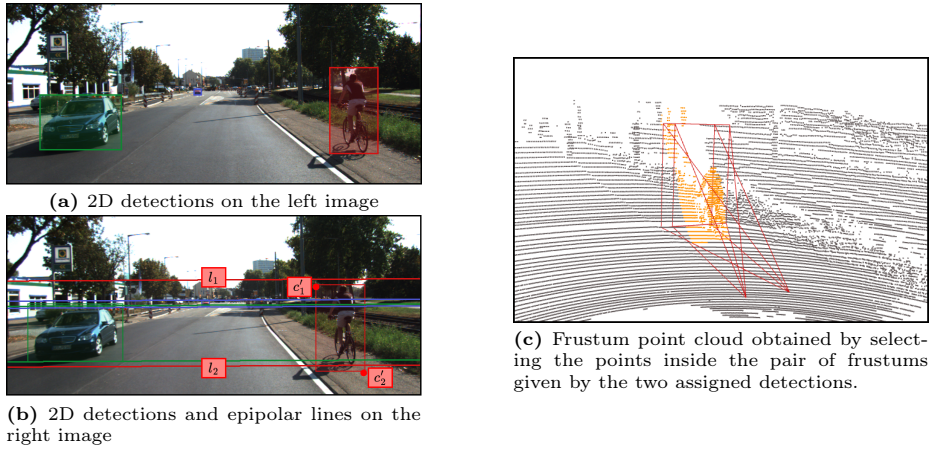 (a) 2D detections on the left image
l₁
c′₁
l₂
c′₂
(b) 2D detections and epipolar lines on the
right image
(c) Frustum point cloud obtained by select-
ing the points inside the pair of frustums
given by the two assigned detections.